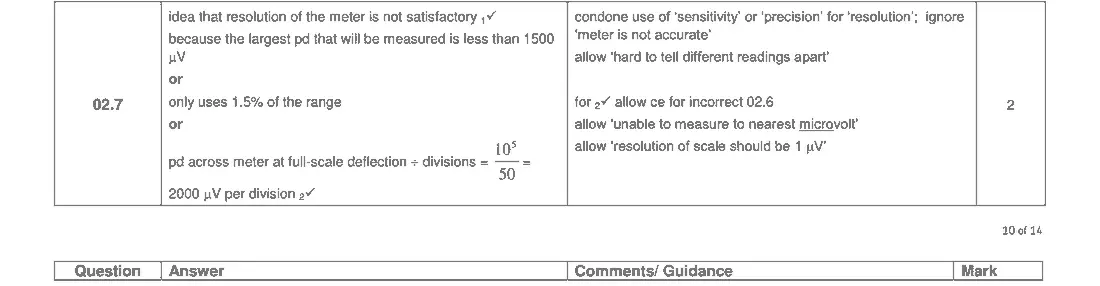 idea that resolution of the meter is not satisfactory ₁✓
because the largest pd that will be measured is less than 1500
µV
or
only uses 1.5% of the range
or
pd across meter at full-scale deflection ÷ divisions = 10⁵/50 =
2000 µV per division ₂✓
02.7
condone use of 'sensitivity' or 'precision' for 'resolution'; ignore
'meter is not accurate'
allow 'hard to tell different readings apart'
for ₂✓ allow ce for incorrect 02.6
allow 'unable to measure to nearest microvolt'
allow 'resolution of scale should be 1 µV'
2
10 of 14
Question Answer Comments/ Guidance Mark